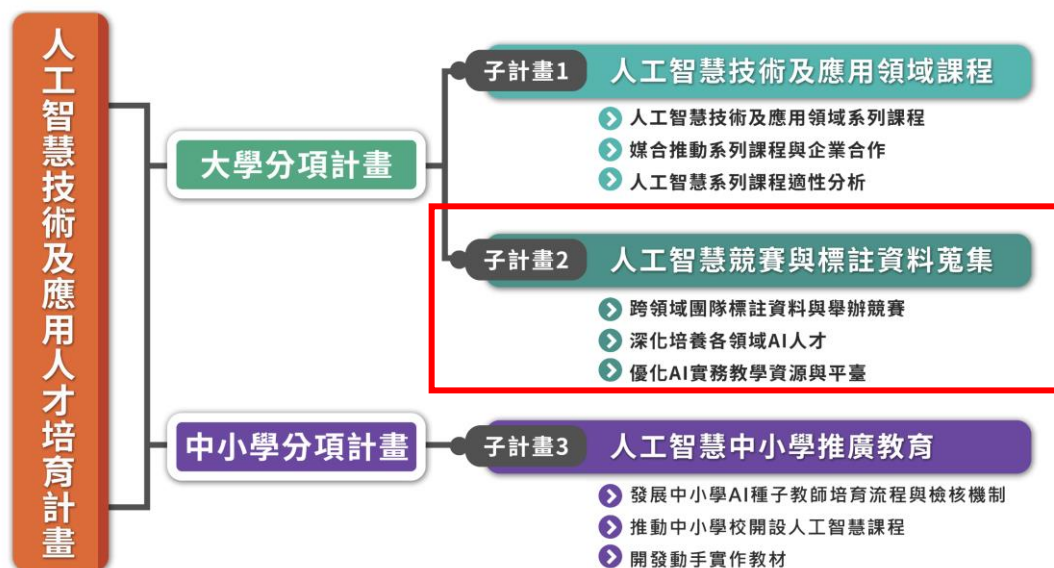 人工智慧技術及應用人才培育計畫
大學分項計畫
子計畫1 人工智慧技術及應用領域課程
人工智慧技術及應用領域系列課程
媒合推動系列課程與企業合作
人工智慧系列課程適性分析
子計畫2 人工智慧競賽與標註資料蒐集
跨領域團隊標註資料與舉辦競賽
深化培養各領域AI人才
優化AI實務教學資源與平臺
中小學分項計畫
子計畫3 人工智慧中小學推廣教育
發展中小學AI種子教師培育流程與檢核機制
推動中小學校開設人工智慧課程
開發動手實作教材